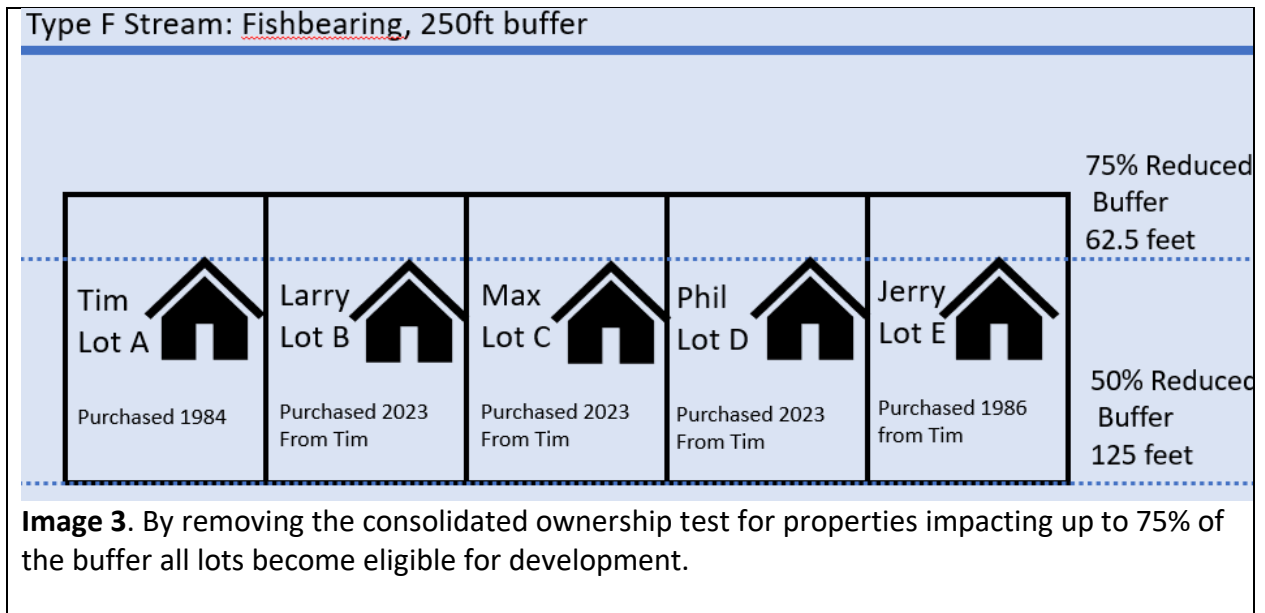 Type F Stream: Fishbearing, 250ft buffer
75% Reduced
Buffer
62.5 feet
Tim
Lot A
Purchased 1984
Larry
Lot B
Purchased 2023
From Tim
Max
Lot C
Purchased 2023
From Tim
Phil
Lot D
Purchased 2023
From Tim
Jerry
Lot E
Purchased 1986
from Tim
50% Reduced
Buffer
125 feet
Image 3. By removing the consolidated ownership test for properties impacting up to 75% of
the buffer all lots become eligible for development.